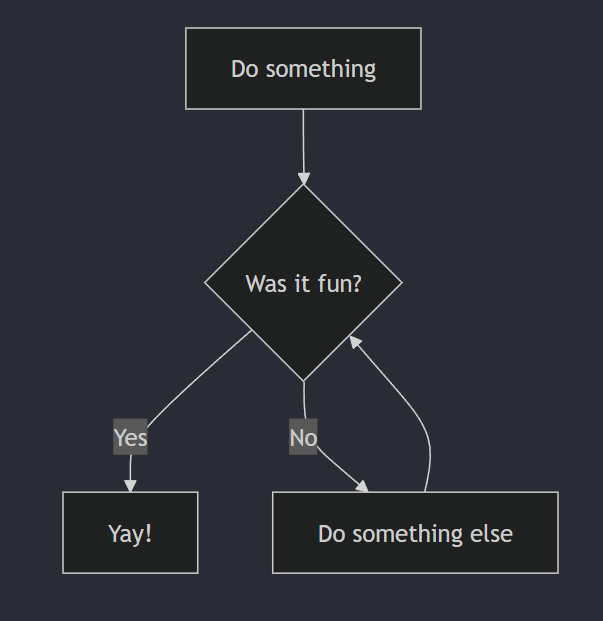 Do something
Was it fun?
Yes
No
Yay!
Do something else